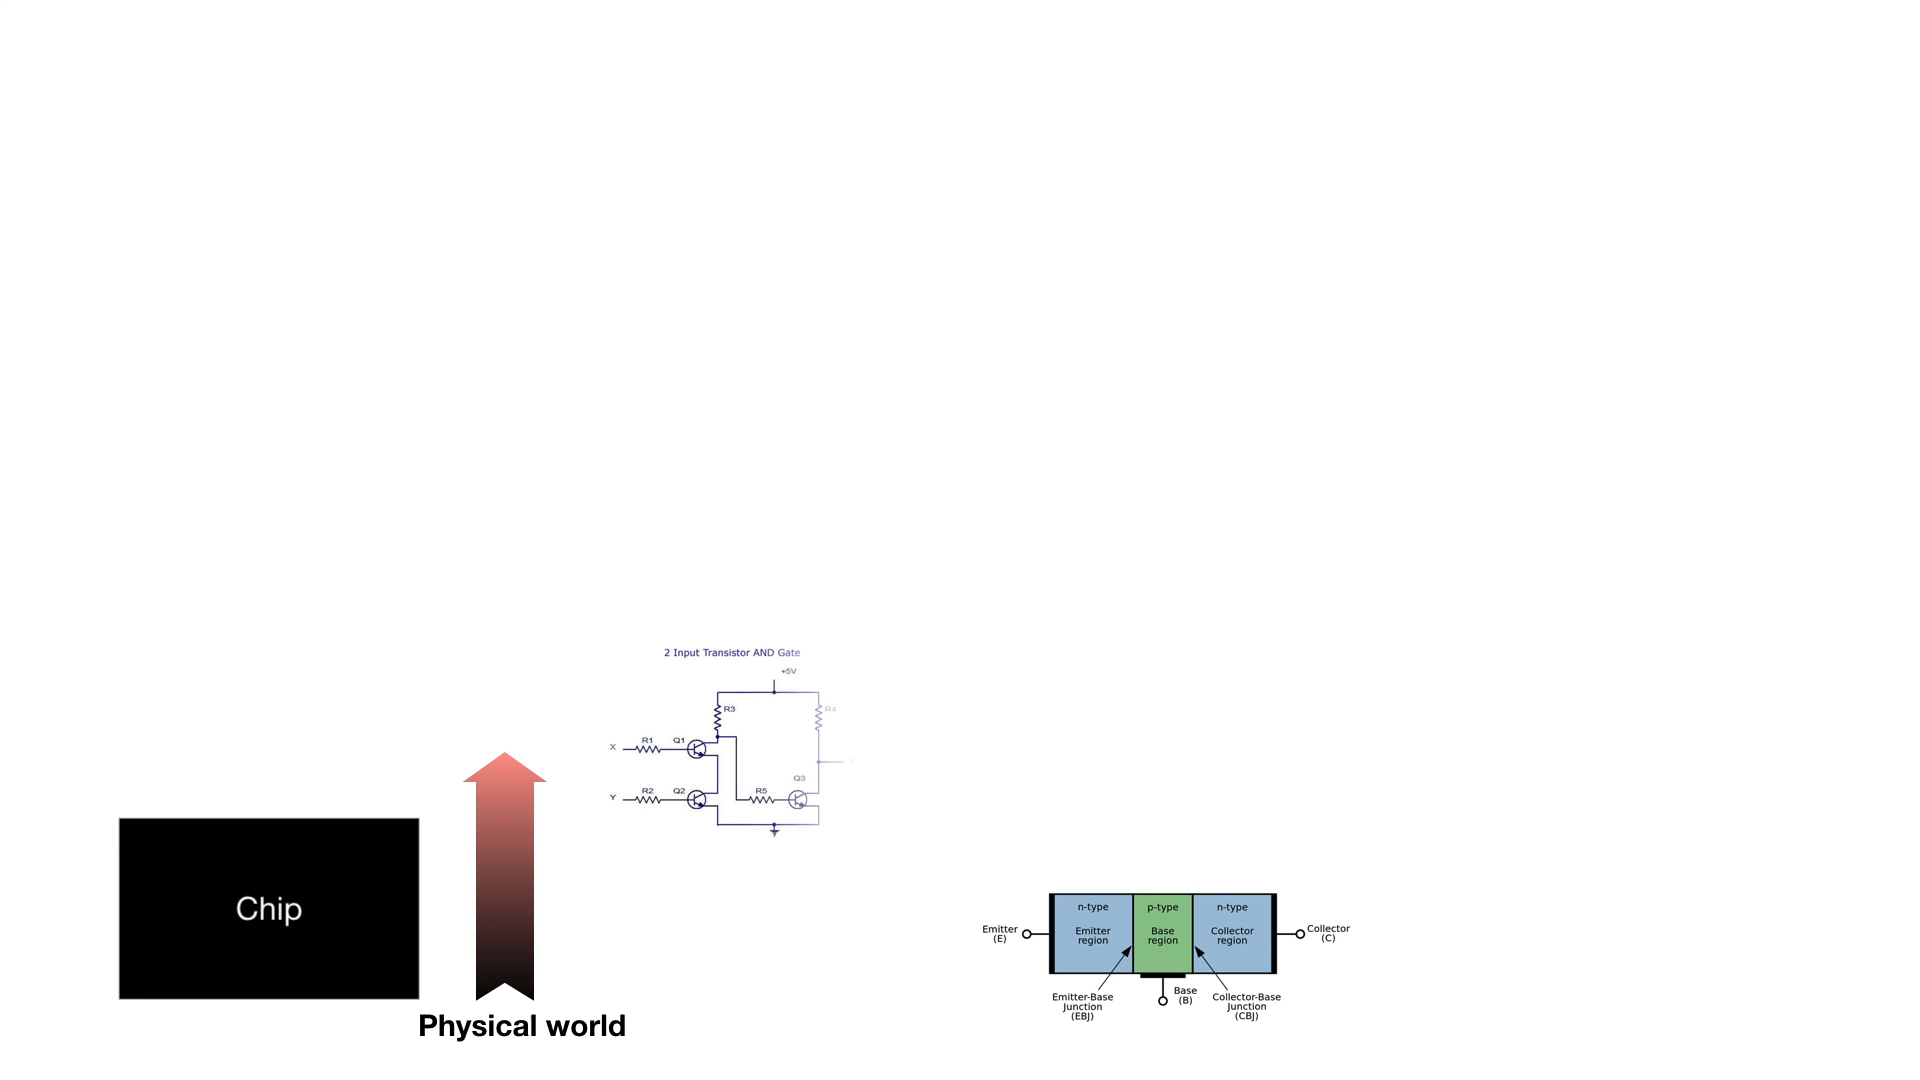 2 Input Transistor AND Gate
+5V
R3
R4
X
R1
Q1
Z
Q3
Y
R2
Q2
R5
Chip
n-type
p-type
n-type
Emitter
(E)
Emitter
region
Base
region
Collector
region
Collector
(C)
Emitter-Base
Junction
(EBJ)
Base
(B)
Collector-Base
Junction
(CBJ)
Physical world